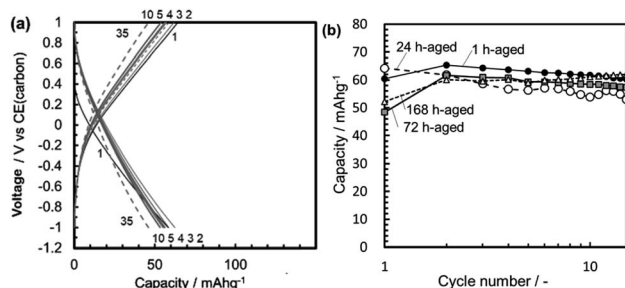 (a)
Voltage / V vs CE(carbon)
1
0.8
0.6
0.4
0.2
0
-0.2
-0.4
-0.6
-0.8
-1
-1.2
35
10 5 4 3 2
1
1
35
10 5 4 3 2
0
50
100
Capacity / mAhg-1
(b)
Capacity / mAhg-1
80
70
60
50
40
30
20
10
0
24 h-aged
1 h-aged
168 h-aged
72 h-aged
1
10
Cycle number / -